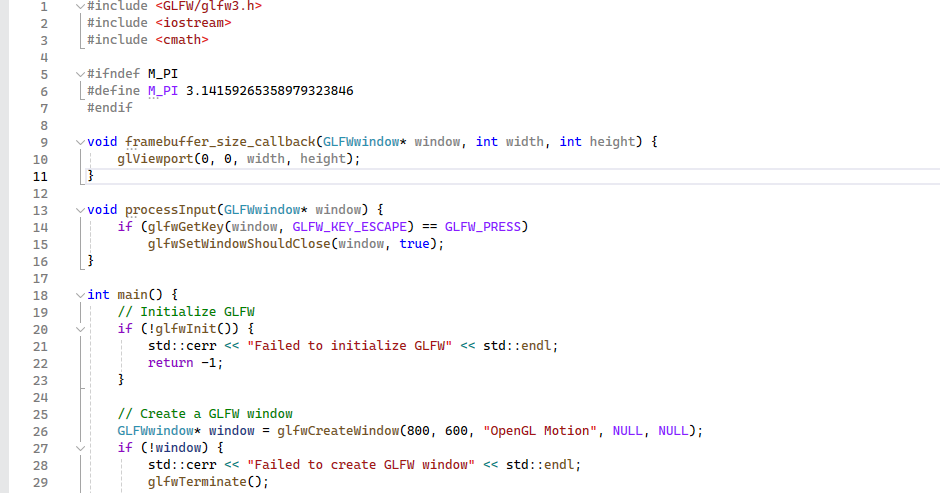 1 #include <GLFW/glfw3.h>
2 #include <iostream>
3 #include <cmath>
4
5 #ifndef M_PI
6 #define M_PI 3.14159265358979323846
7 #endif
8
9 void framebuffer_size_callback(GLFWwindow* window, int width, int height) {
10     glViewport(0, 0, width, height);
11 }
12
13 void processInput(GLFWwindow* window) {
14     if (glfwGetKey(window, GLFW_KEY_ESCAPE) == GLFW_PRESS)
15         glfwSetWindowShouldClose(window, true);
16 }
17
18 int main() {
19     // Initialize GLFW
20     if (!glfwInit()) {
21         std::cerr << "Failed to initialize GLFW" << std::endl;
22         return -1;
23     }
24
25     // Create a GLFW window
26     GLFWwindow* window = glfwCreateWindow(800, 600, "OpenGL Motion", NULL, NULL);
27     if (!window) {
28         std::cerr << "Failed to create GLFW window" << std::endl;
29         glfwTerminate();